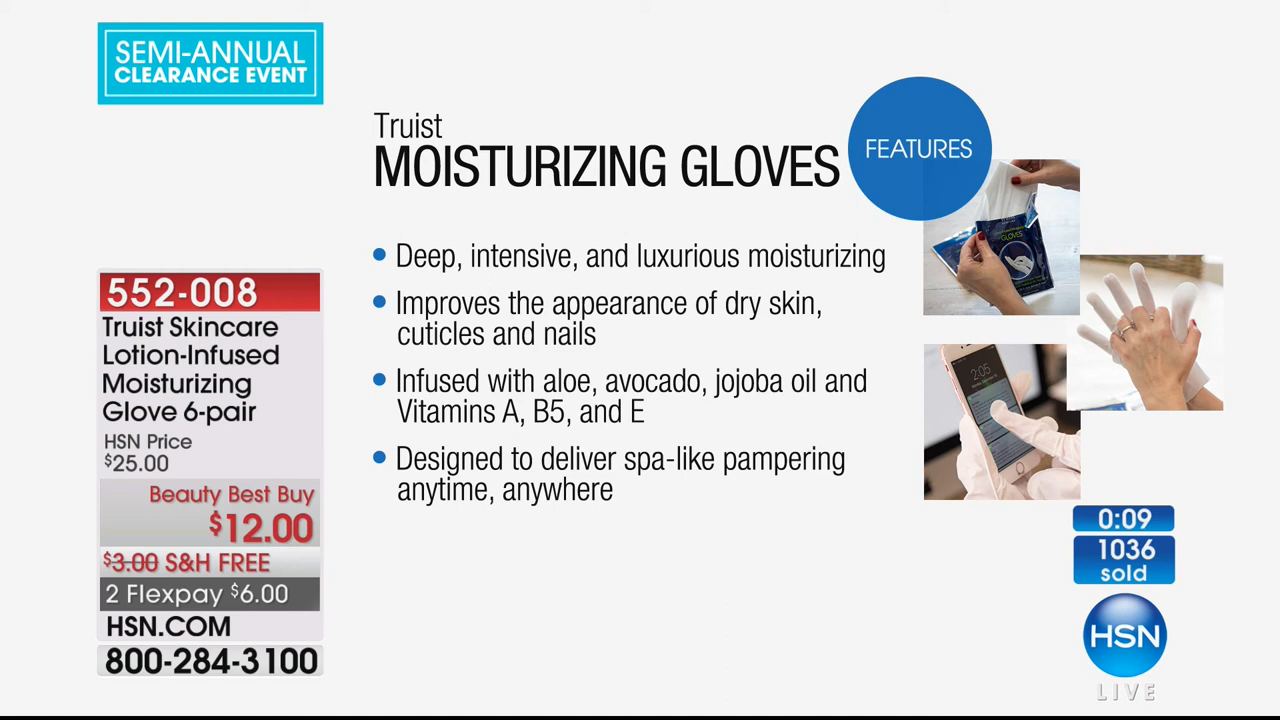 SEMI-ANNUAL
CLEARANCE EVENT
Truist
MOISTURIZING GLOVES
FEATURES
• Deep, intensive, and luxurious moisturizing
• Improves the appearance of dry skin,
cuticles and nails
• Infused with aloe, avocado, jojoba oil and
Vitamins A, B5, and E
• Designed to deliver spa-like pampering
anytime, anywhere
552-008
Truist Skincare
Lotion-Infused
Moisturizing
Glove 6-pair
HSN Price
$25.00
Beauty Best Buy
$12.00
$3.00 S&H FREE
2 Flexpay $6.00
HSN.COM
800-284-3100
GLOVES
2:05
0:09
1036
sold
HSN
LIVE